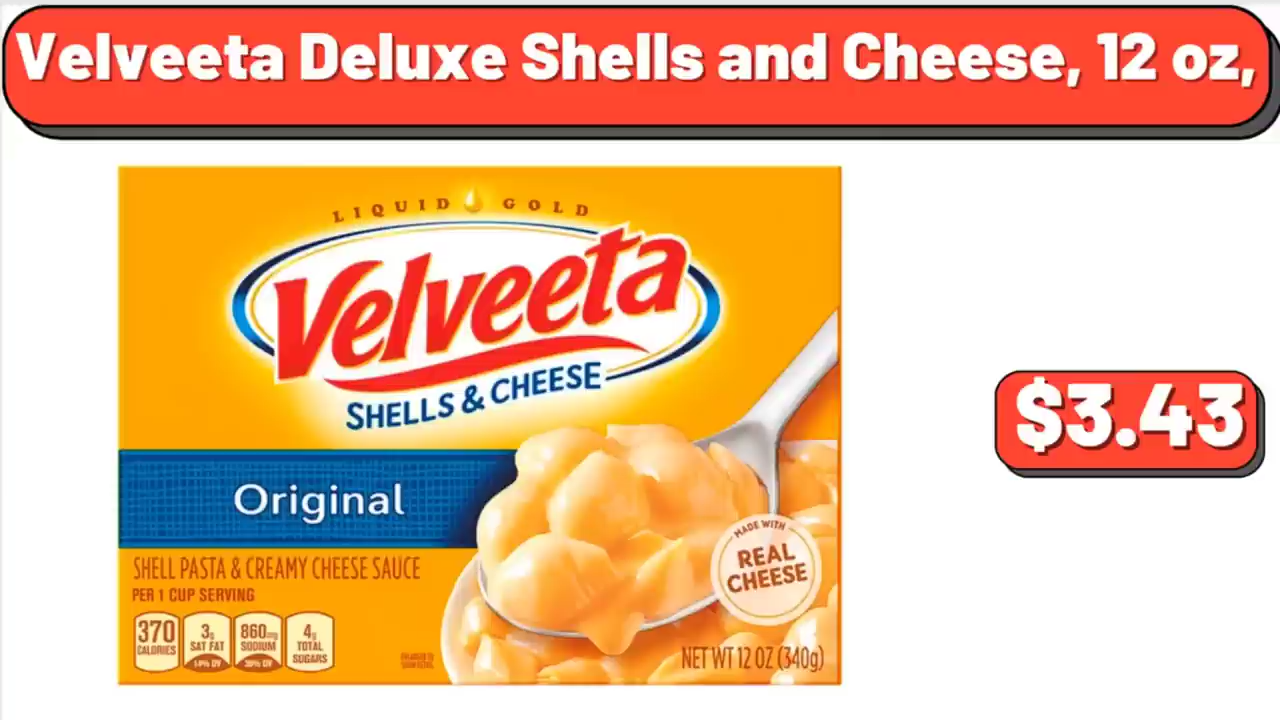 Velveeta Deluxe Shells and Cheese, 12 oz,
LIQUID GOLD
Velveeta
SHELLS & CHEESE
Original
SHELL PASTA & CREAMY CHEESE SAUCE
PER 1 CUP SERVING
370 CALORIES
3g SAT FAT 14% DV
860mg SODIUM
4g TOTAL SUGARS
MADE WITH
REAL
CHEESE
NET WT 12 OZ (340g)
$3.43